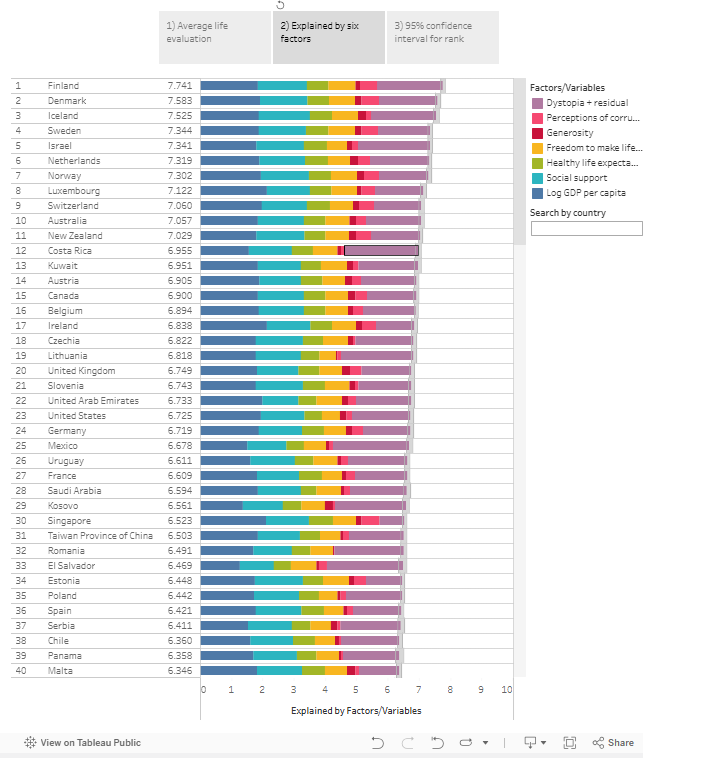 1) Average life
evaluation
2) Explained by six
factors
3) 95% confidence
interval for rank
1 Finland 7.741
2 Denmark 7.583
3 Iceland 7.525
4 Sweden 7.344
5 Israel 7.341
6 Netherlands 7.319
7 Norway 7.302
8 Luxembourg 7.122
9 Switzerland 7.060
10 Australia 7.057
11 New Zealand 7.029
12 Costa Rica 6.955
13 Kuwait 6.951
14 Austria 6.905
15 Canada 6.900
16 Belgium 6.894
17 Ireland 6.838
18 Czechia 6.822
19 Lithuania 6.818
20 United Kingdom 6.749
21 Slovenia 6.743
22 United Arab Emirates 6.733
23 United States 6.725
24 Germany 6.719
25 Mexico 6.678
26 Uruguay 6.611
27 France 6.609
28 Saudi Arabia 6.594
29 Kosovo 6.561
30 Singapore 6.523
31 Taiwan Province of China 6.503
32 Romania 6.491
33 El Salvador 6.469
34 Estonia 6.448
35 Poland 6.442
36 Spain 6.421
37 Serbia 6.411
38 Chile 6.360
39 Panama 6.358
40 Malta 6.346
0 1 2 3 4 5 6 7 8 9 10
Explained by Factors/Variables
Factors/Variables
Dystopia + residual
Perceptions of corru...
Generosity
Freedom to make life...
Healthy life expecta...
Social support
Log GDP per capita
Search by country
View on Tableau Public
Share